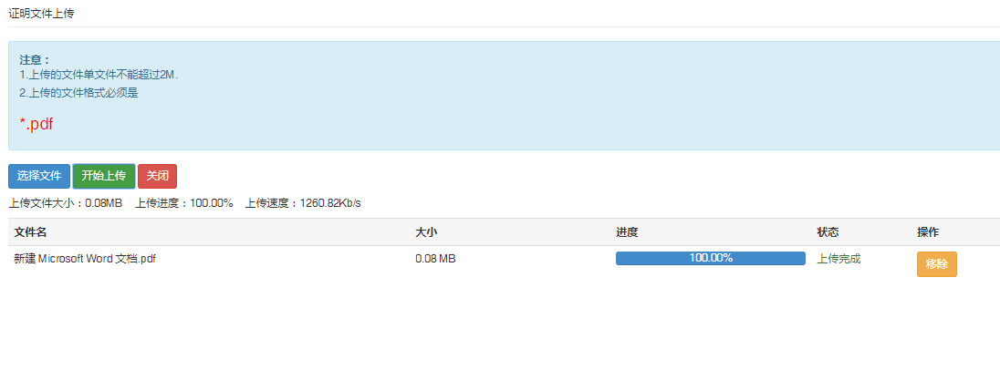 证明文件上传
注意：
1.上传的文件单文件不能超过2M.
2.上传的文件格式必须是
*.pdf
选择文件 开始上传 关闭
上传文件大小：0.08MB 上传进度：100.00% 上传速度：1260.82Kb/s
文件名 大小 进度 状态 操作
新建 Microsoft Word 文档.pdf 0.08 MB 100.00% 上传完成 移除